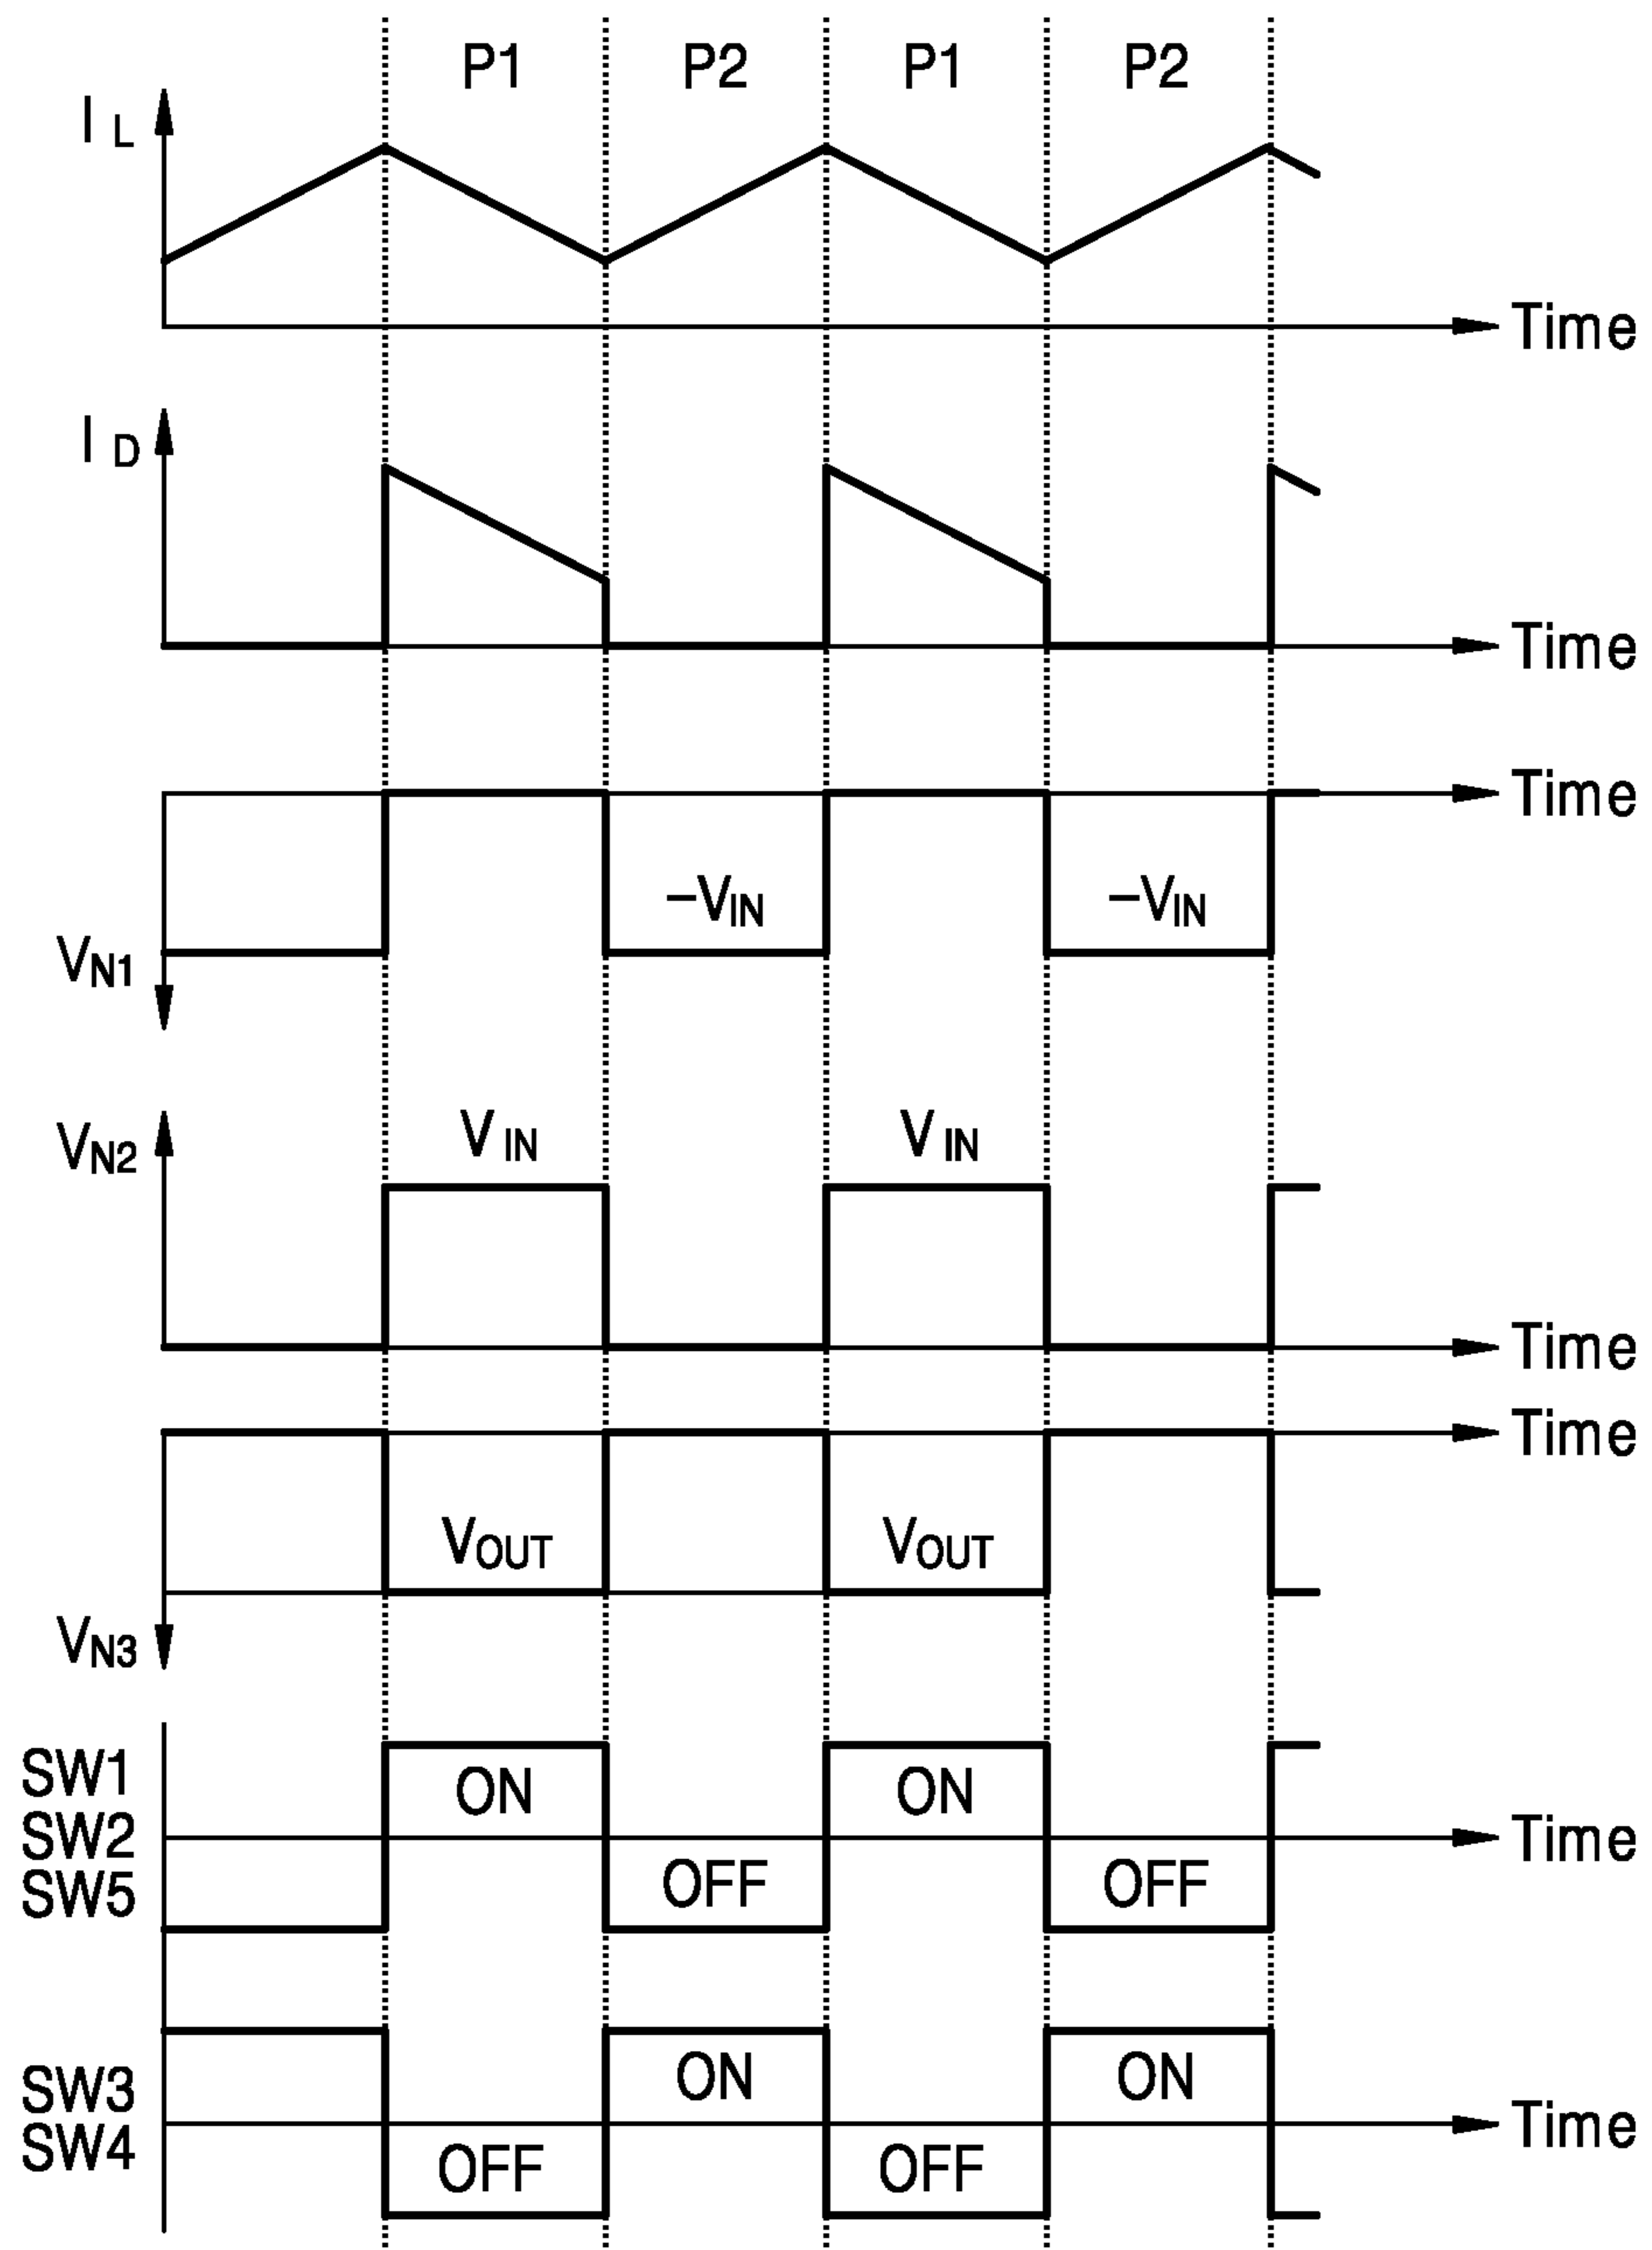 P1 P2 P1 P2
I L
Time
I D
Time
Time
-VIN -VIN
VN1
VIN VIN
VN2
Time
Time
VOUT VOUT
VN3
SW1
ON ON
SW2
Time
SW5
OFF OFF
ON ON
SW3
Time
SW4
OFF OFF